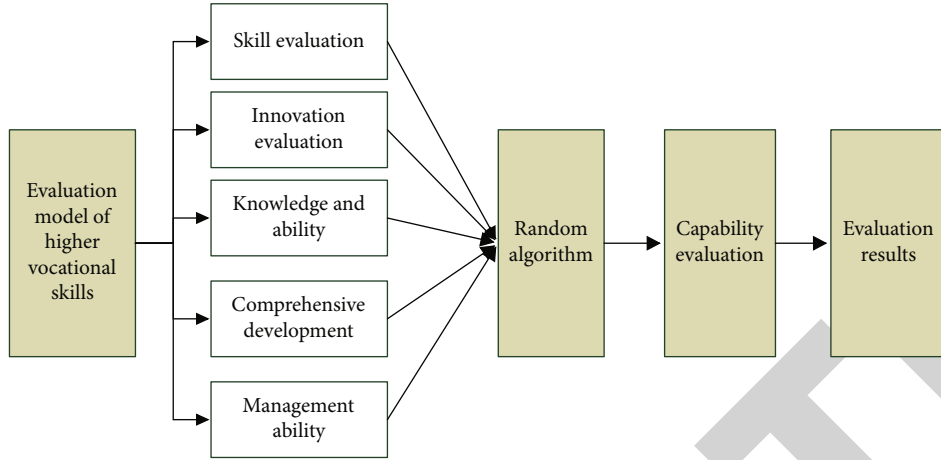 Evaluation
model of
higher
vocational
skills
Skill evaluation
Innovation
evaluation
Knowledge and
ability
Comprehensive
development
Management
ability
Random
algorithm
Capability
evaluation
Evaluation
results